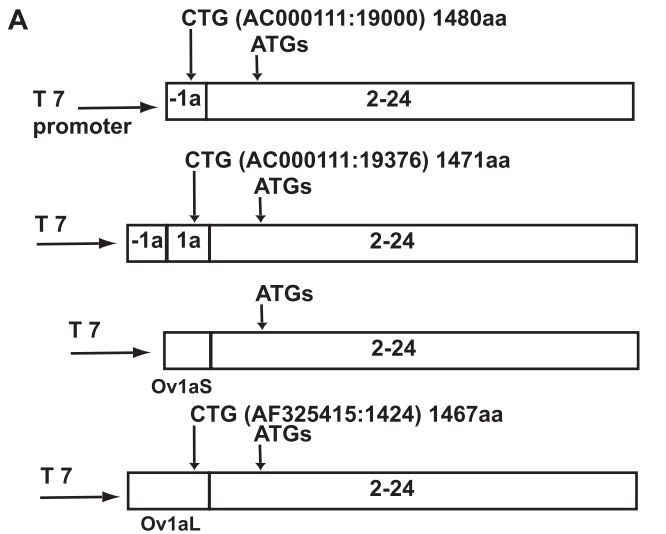 A
CTG (AC000111:19000) 1480aa
ATGs
T 7
promoter
-1a
2-24
CTG (AC000111:19376) 1471aa
ATGs
T 7
-1a
1a
2-24
ATGs
T 7
2-24
Ov1aS
CTG (AF325415:1424) 1467aa
ATGs
T 7
2-24
Ov1aL